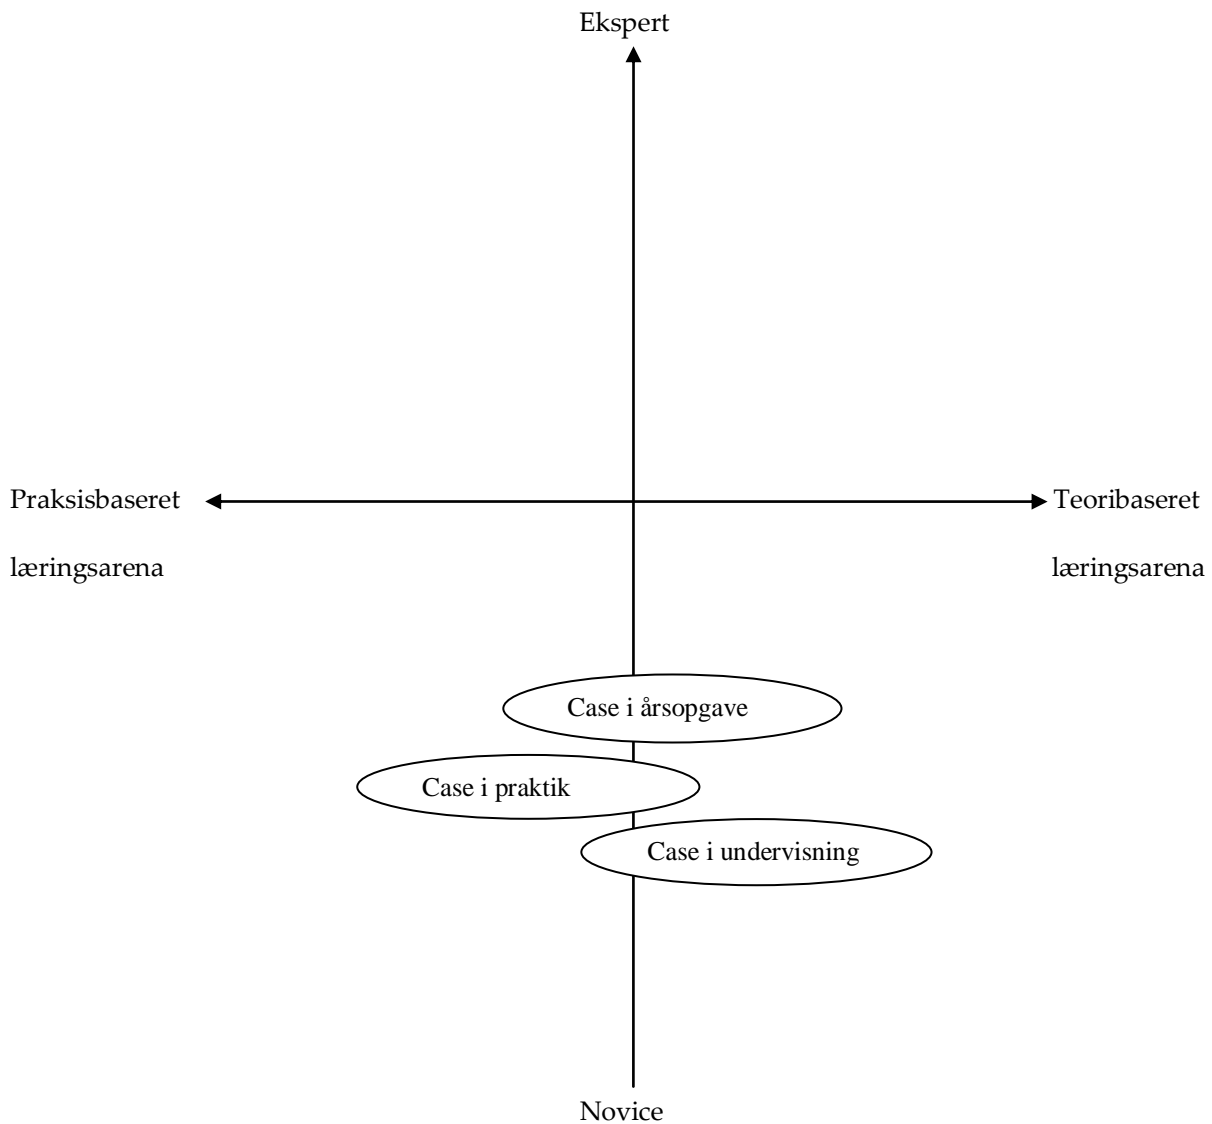 Ekspert
Praksisbaseret
Teoribaseret
læringsarena
læringsarena
Case i årsopgave
Case i praktik
Case i undervisning
Novice